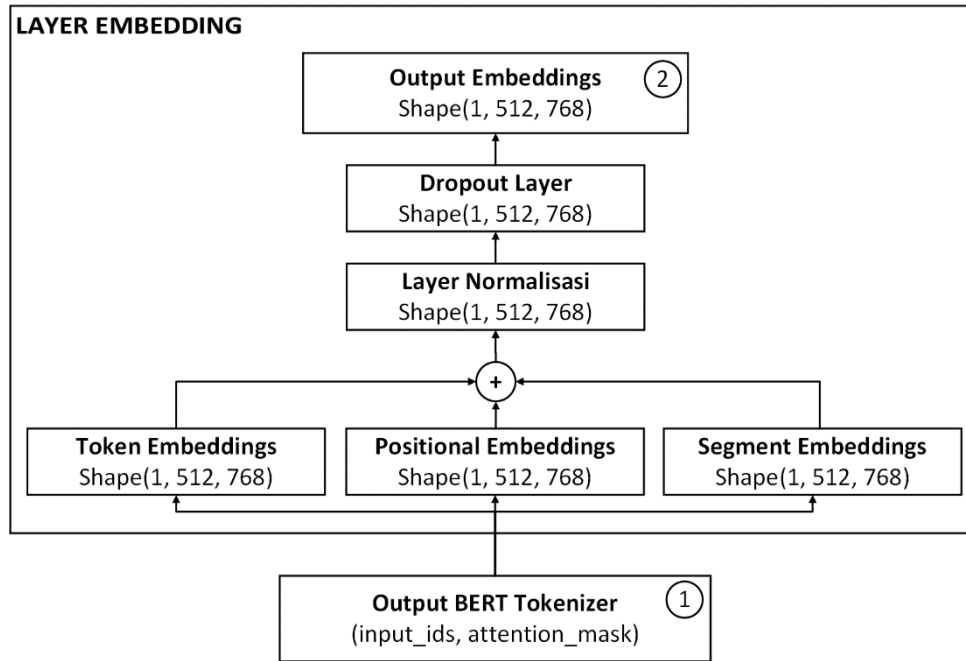 LAYER EMBEDDING
Output Embeddings
2
Shape(1, 512, 768)
Dropout Layer
Shape(1, 512, 768)
Layer Normalisasi
Shape(1, 512, 768)
+
Token Embeddings
Shape(1, 512, 768)
Positional Embeddings
Shape(1, 512, 768)
Segment Embeddings
Shape(1, 512, 768)
Output BERT Tokenizer
1
(input_ids, attention_mask)